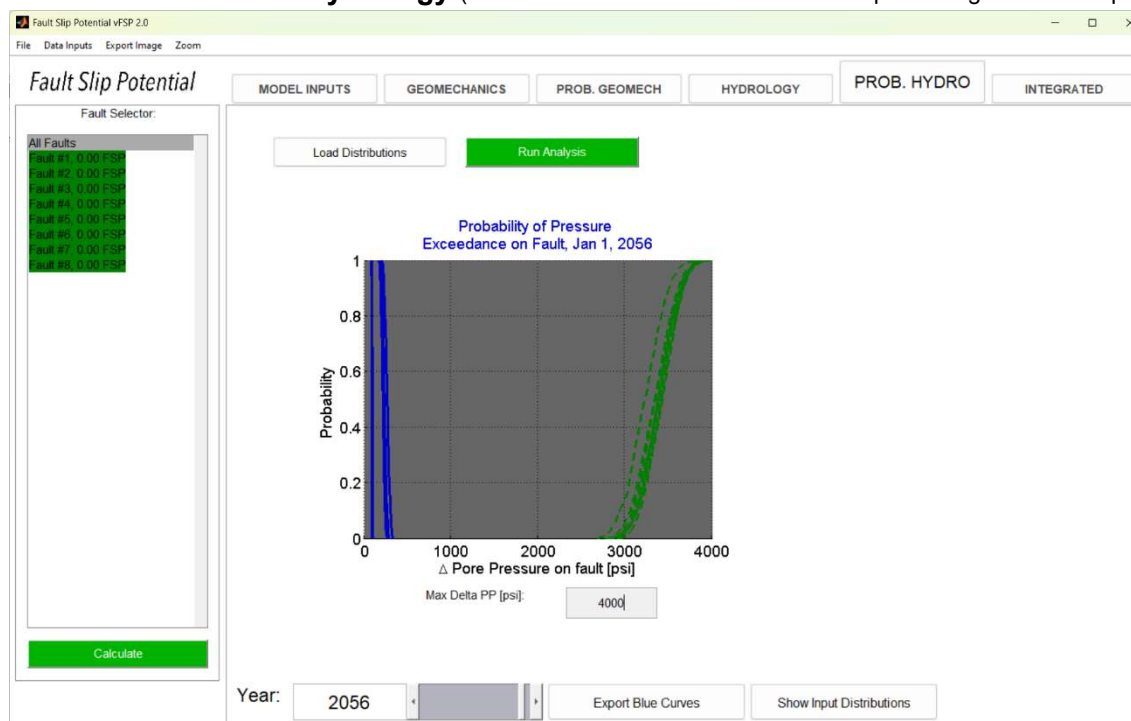 Fault Slip Potential vFSP 2.0
File Data Inputs Export Image Zoom
Fault Slip Potential
MODEL INPUTS GEOMECHANICS PROB. GEOMECH HYDROLOGY PROB. HYDRO INTEGRATED
Fault Selector:
All Faults
Fault #1, 0.00 FSP
Fault #2, 0.00 FSP
Fault #3, 0.00 FSP
Fault #4, 0.00 FSP
Fault #5, 0.00 FSP
Fault #6, 0.00 FSP
Fault #7, 0.00 FSP
Fault #8, 0.00 FSP
Load Distributions Run Analysis
Probability of Pressure
Exceedance on Fault, Jan 1, 2056
1
0.8
0.6
0.4
0.2
0
Probability
0 1000 2000 3000 4000
Δ Pore Pressure on fault [psi]
Max Delta PP [psi]: 4000
Calculate
Year: 2056 Export Blue Curves Show Input Distributions